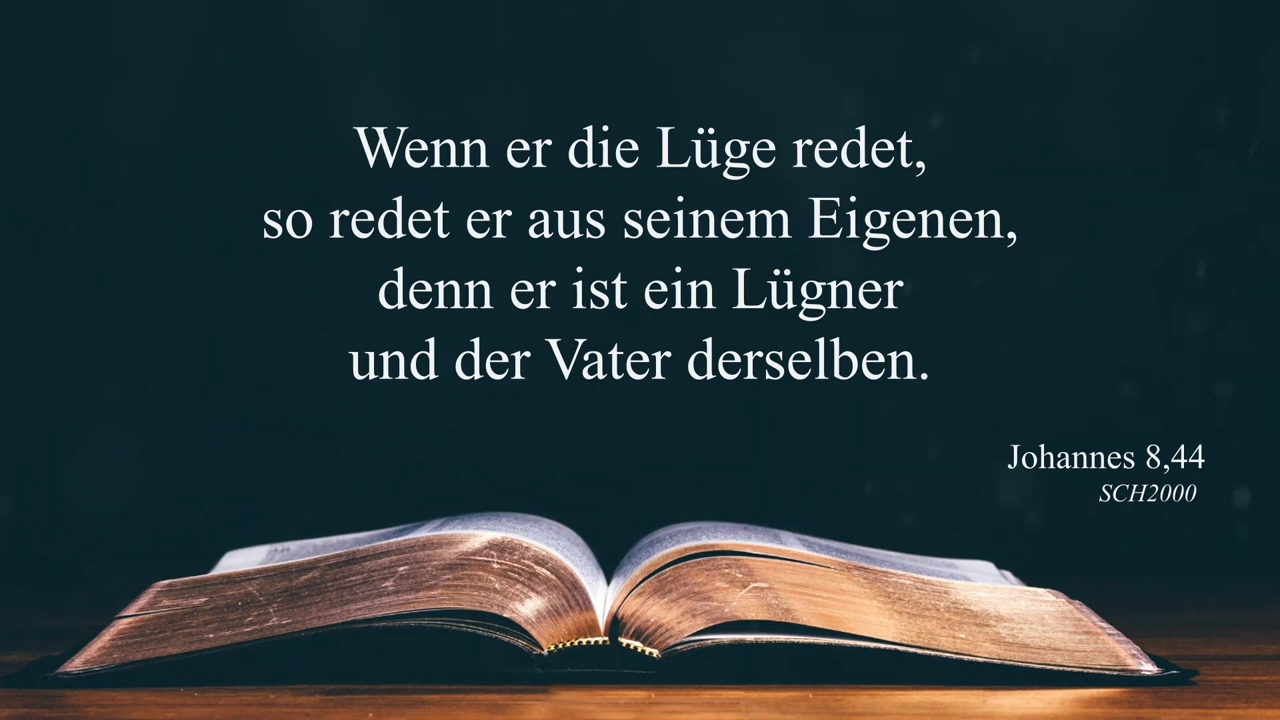 Wenn er die Lüge redet,
so redet er aus seinem Eigenen,
denn er ist ein Lügner
und der Vater derselben.
Johannes 8,44
SCH2000